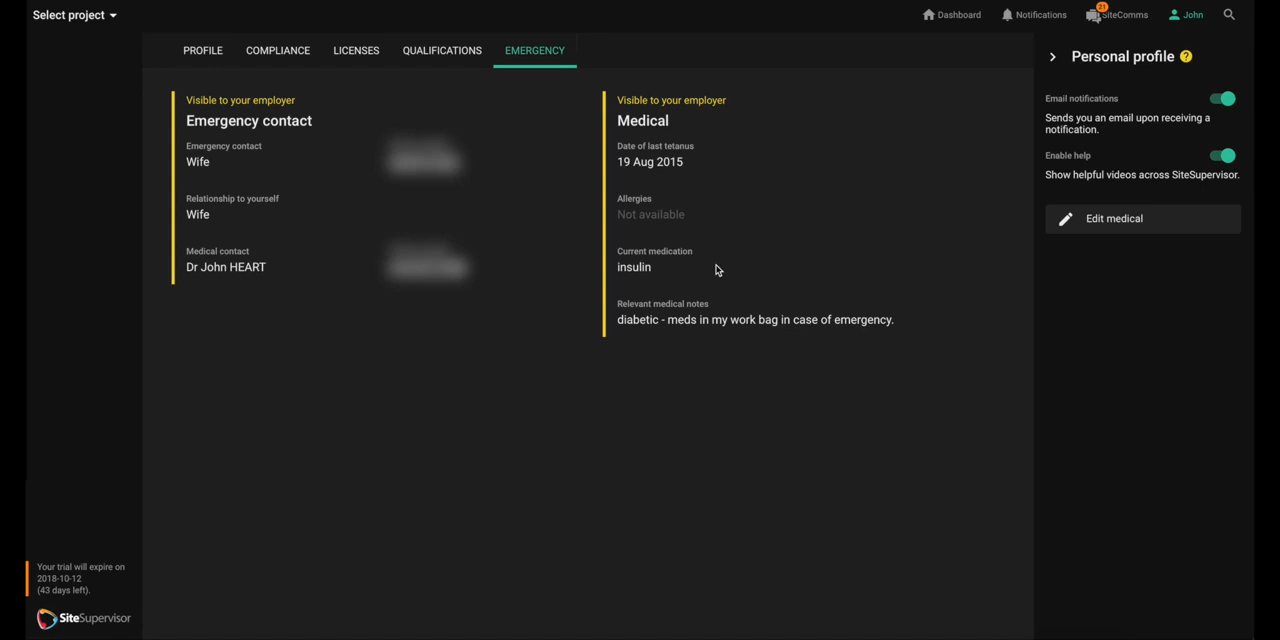 Select project
Dashboard
Notifications
21
SiteComms
John
PROFILE
COMPLIANCE
LICENSES
QUALIFICATIONS
EMERGENCY
Visible to your employer
Emergency contact
Emergency contact
Wife
Relationship to yourself
Wife
Medical contact
Dr John HEART
Visible to your employer
Medical
Date of last tetanus
19 Aug 2015
Allergies
Not available
Current medication
insulin
Relevant medical notes
diabetic - meds in my work bag in case of emergency.
Personal profile ?
Email notifications
Sends you an email upon receiving a
notification.
Enable help
Show helpful videos across SiteSupervisor.
Edit medical
Your trial will expire on
2018-10-12
(43 days left).
SiteSupervisor